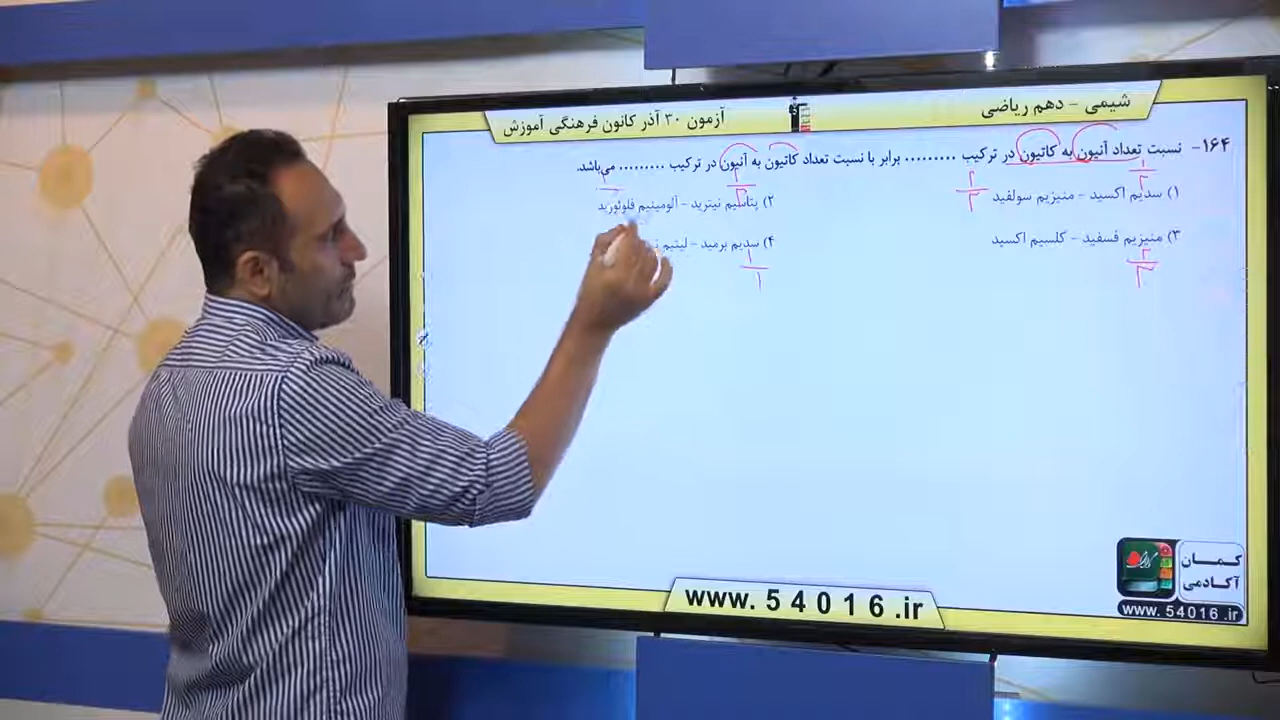 شیمی - دهم ریاضی
آزمون ۳۰ آذر کانون فرهنگی آموزش
۱۶۴- نسبت تعداد آنیون به کاتیون در ترکیب ......... برابر با نسبت تعداد کاتیون به آنیون در ترکیب ......... می‌باشد.
۱) سدیم اکسید - منیزیم سولفید
۲) پتاسیم نیترید - آلومینیم فلوئورید
۳) منیزیم فسفید - کلسیم اکسید
۴) سدیم برمید - لیتیم
کمان
آکادمی
www. 54016 .ir
www. 5 4 0 1 6 .ir